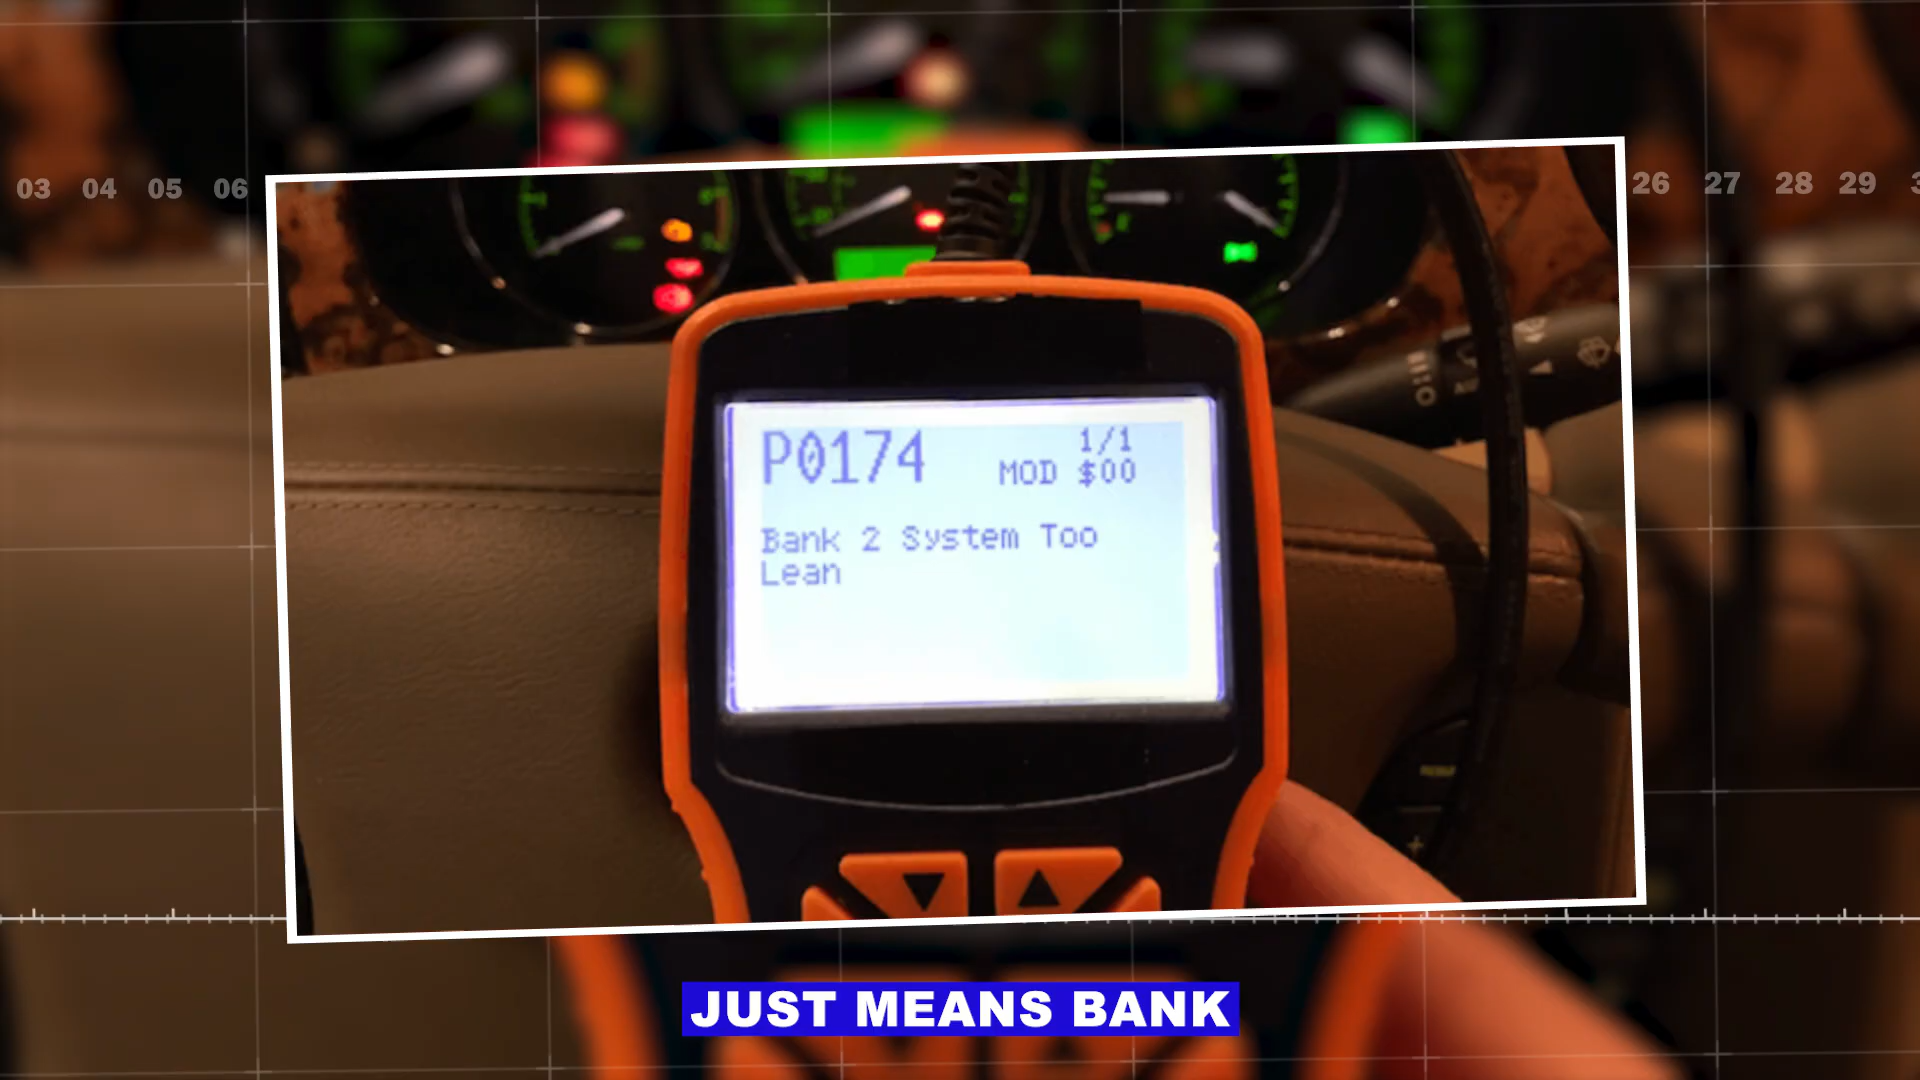 03 04 05 06
26 27 28 29
P0174
1/1
MOD $00
Bank 2 System Too
Lean
JUST MEANS BANK